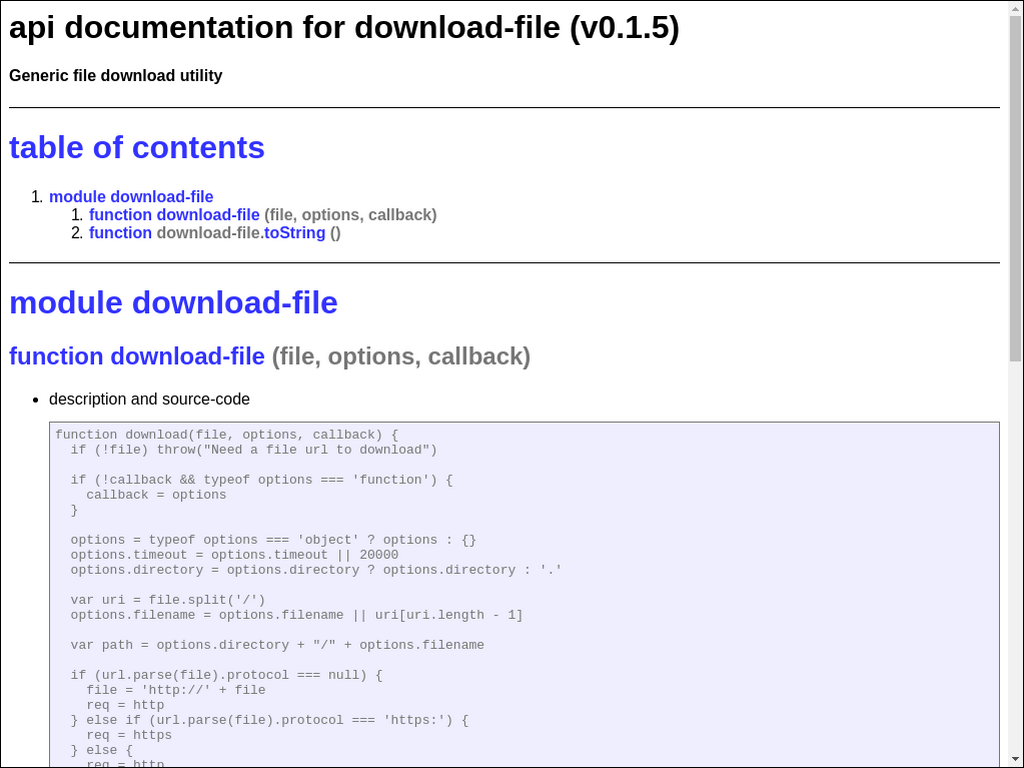 api documentation for download-file (v0.1.5)
Generic file download utility
table of contents
1. module download-file
1. function download-file (file, options, callback)
2. function download-file.toString ()
module download-file
function download-file (file, options, callback)
• description and source-code
function download(file, options, callback) {
  if (!file) throw("Need a file url to download")
  if (!callback && typeof options === 'function') {
    callback = options
  }
  options = typeof options === 'object' ? options : {}
  options.timeout = options.timeout || 20000
  options.directory = options.directory ? options.directory : '.'
  var uri = file.split('/')
  options.filename = options.filename || uri[uri.length - 1]
  var path = options.directory + "/" + options.filename
  if (url.parse(file).protocol === null) {
    file = 'http://' + file
    req = http
  } else if (url.parse(file).protocol === 'https:') {
    req = https
  } else {
    req = http